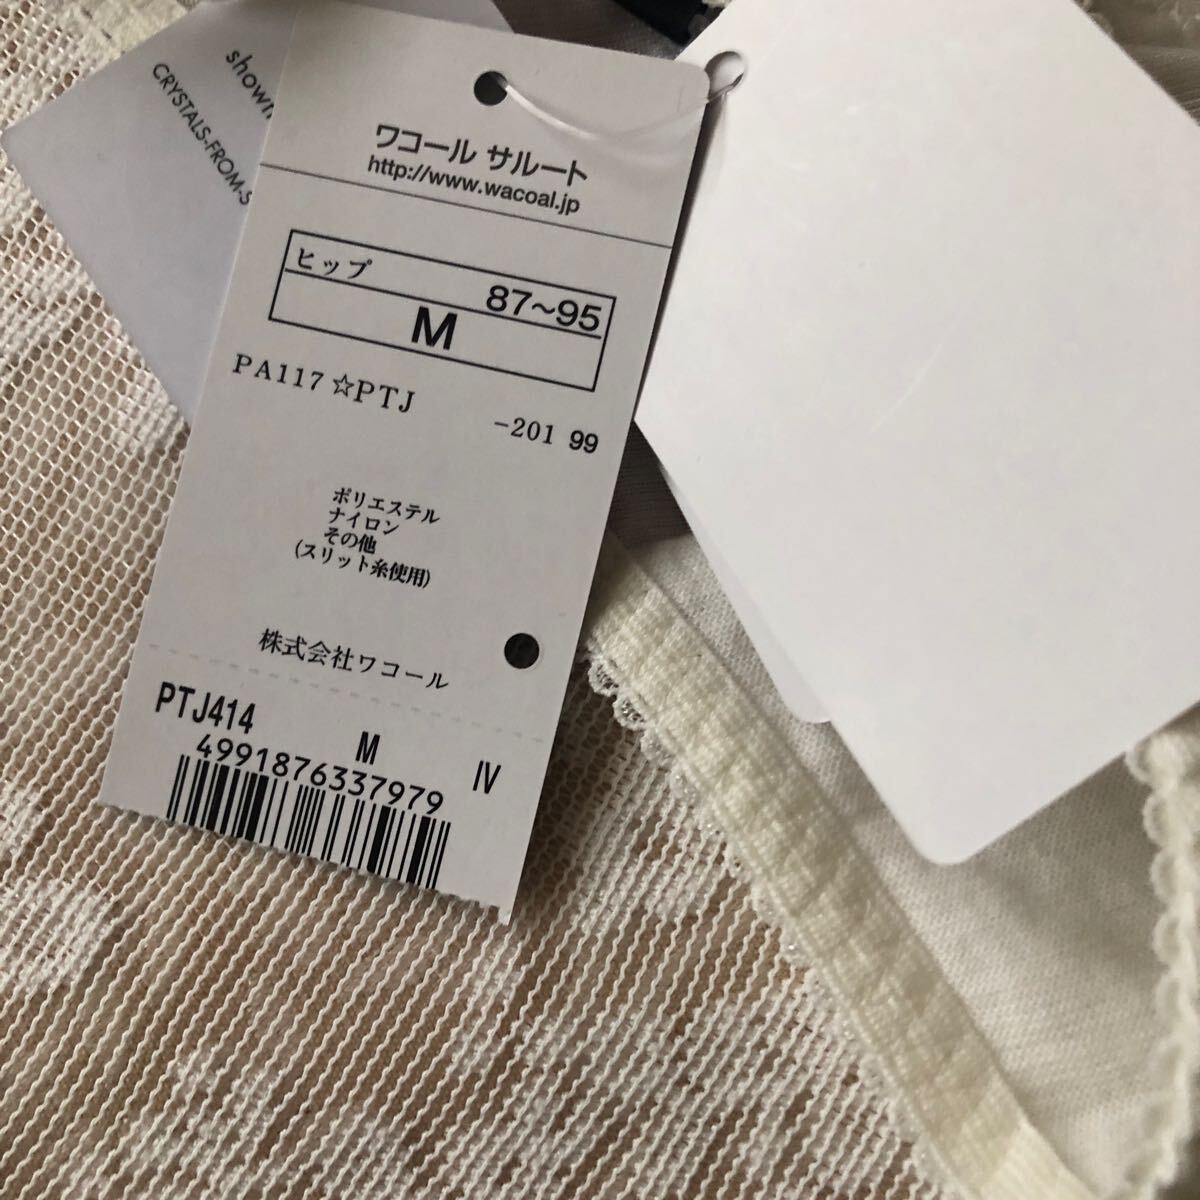 showi
CRYSTALS-FROM-S
ワコール サルート
http://www.wacoal.jp
ヒップ 87~95
M
PA117☆PTJ -201 99
ポリエステル
ナイロン
その他
(スリット糸使用)
株式会社ワコール
PTJ414 M IV
4991876337979